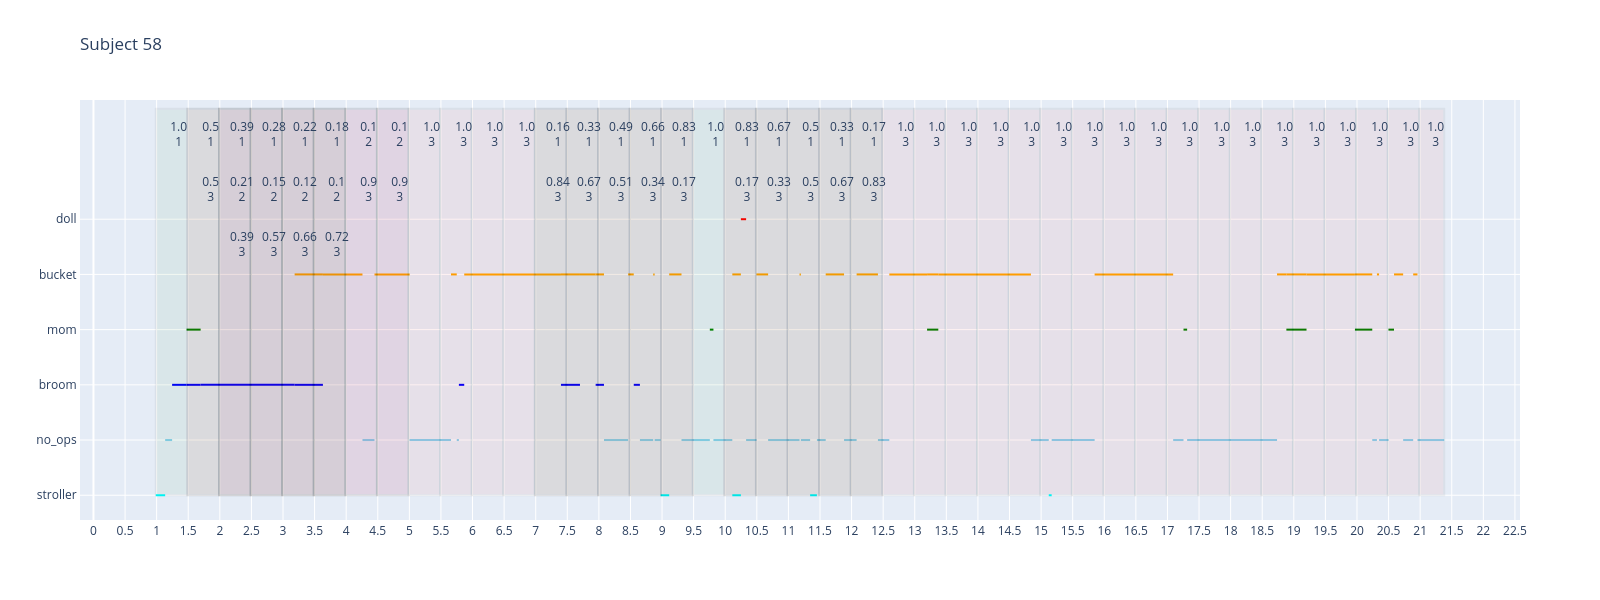 Subject 58
1.0 0.5 0.39 0.28 0.22 0.18 0.1 0.1 1.0 1.0 1.0 1.0 0.16 0.33 0.49 0.66 0.83 1.0 0.83 0.67 0.5 0.33 0.17 1.0 1.0 1.0 1.0 1.0 1.0 1.0 1.0 1.0 1.0 1.0 1.0 1.0 1.0 1.0 1.0 1.0 1.0
1 1 1 1 1 1 2 2 3 3 3 3 1 1 1 1 1 1 1 1 1 1 1 3 3 3 3 3 3 3 3 3 3 3 3 3 3 3 3 3 3
0.5 0.21 0.15 0.12 0.1 0.9 0.9 0.84 0.67 0.51 0.34 0.17 0.17 0.33 0.5 0.67 0.83
3 2 2 2 2 3 3 3 3 3 3 3 3 3 3 3 3
doll
0.39 0.57 0.66 0.72
3 3 3 3
bucket
mom
broom
no_ops
stroller
0 0.5 1 1.5 2 2.5 3 3.5 4 4.5 5 5.5 6 6.5 7 7.5 8 8.5 9 9.5 10 10.5 11 11.5 12 12.5 13 13.5 14 14.5 15 15.5 16 16.5 17 17.5 18 18.5 19 19.5 20 20.5 21 21.5 22 22.5